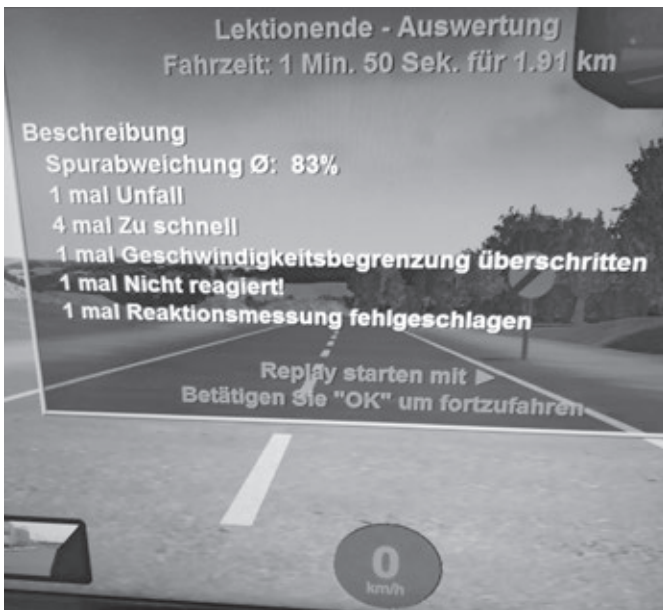 Lektionende - Auswertung
Fahrzeit: 1 Min. 50 Sek. für 1.91 km
Beschreibung
Spurabweichung Ø: 83%
1 mal Unfall
4 mal Zu schnell
1 mal Geschwindigkeitsbegrenzung überschritten
1 mal Nicht reagiert!
1 mal Reaktionsmessung fehlgeschlagen
Replay starten mit ►
Betätigen Sie "OK" um fortzufahren
0
km/h